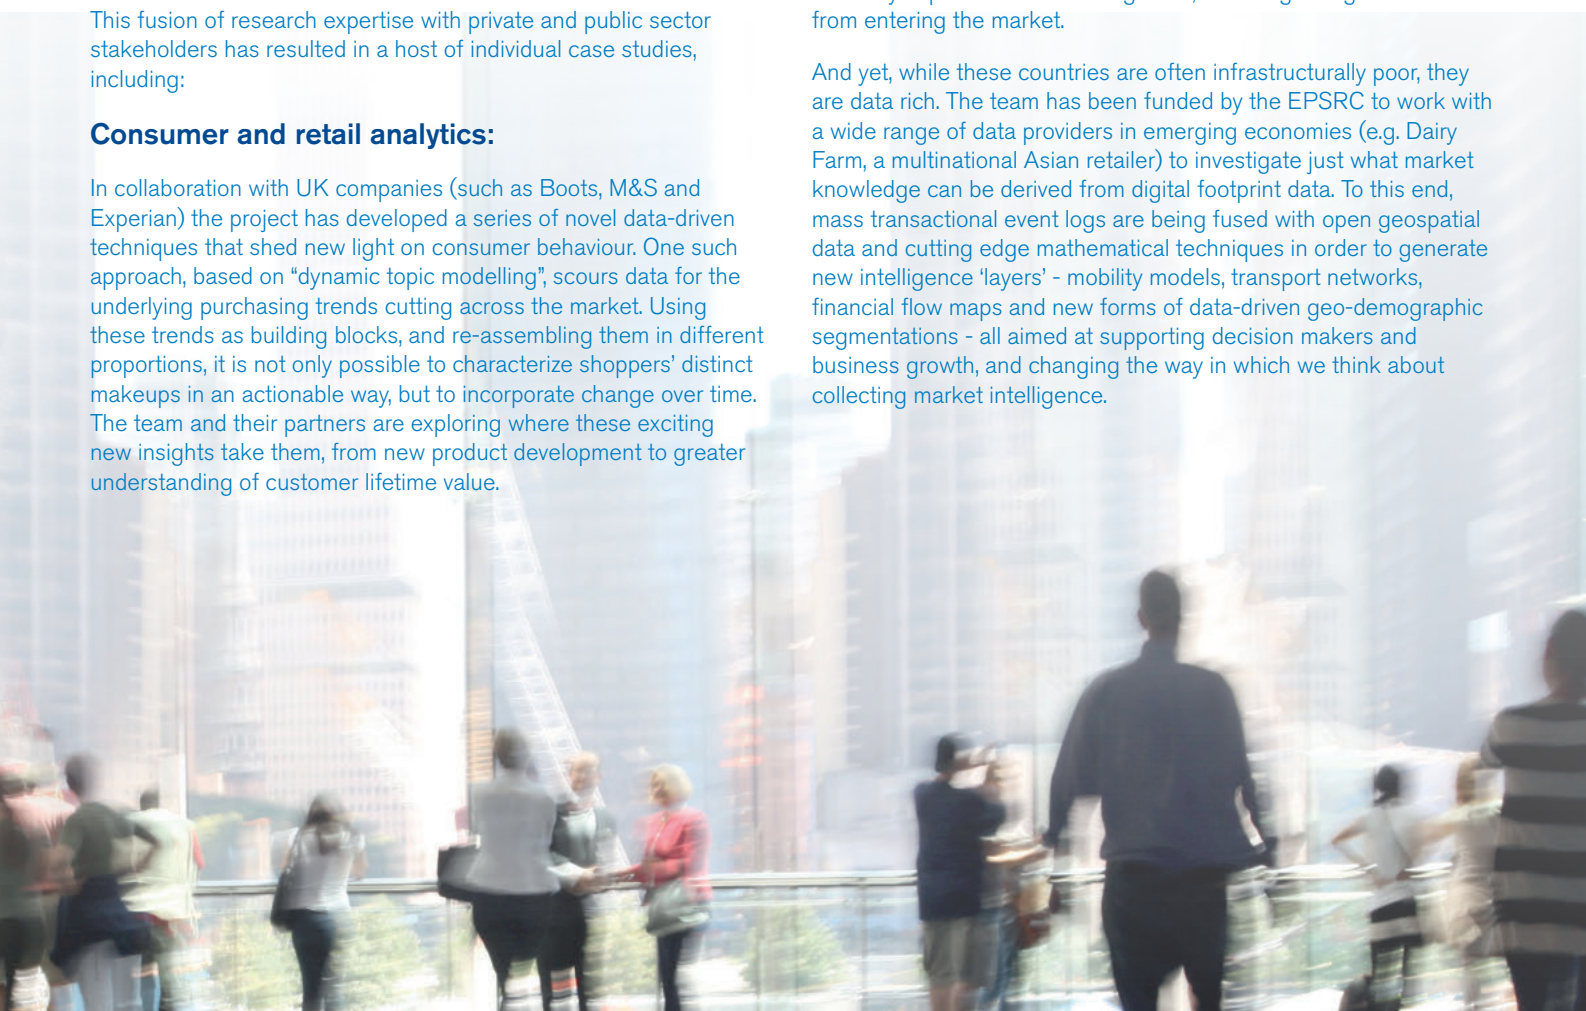 This fusion of research expertise with private and public sector
stakeholders has resulted in a host of individual case studies,
including:
Consumer and retail analytics:
In collaboration with UK companies (such as Boots, M&S and
Experian) the project has developed a series of novel data-driven
techniques that shed new light on consumer behaviour. One such
approach, based on “dynamic topic modelling”, scours data for the
underlying purchasing trends cutting across the market. Using
these trends as building blocks, and re-assembling them in different
proportions, it is not only possible to characterize shoppers’ distinct
makeups in an actionable way, but to incorporate change over time.
The team and their partners are exploring where these exciting
new insights take them, from new product development to greater
understanding of customer lifetime value.
from entering the market.
And yet, while these countries are often infrastructurally poor, they
are data rich. The team has been funded by the EPSRC to work with
a wide range of data providers in emerging economies (e.g. Dairy
Farm, a multinational Asian retailer) to investigate just what market
knowledge can be derived from digital footprint data. To this end,
mass transactional event logs are being fused with open geospatial
data and cutting edge mathematical techniques in order to generate
new intelligence ‘layers’ - mobility models, transport networks,
financial flow maps and new forms of data-driven geo-demographic
segmentations - all aimed at supporting decision makers and
business growth, and changing the way in which we think about
collecting market intelligence.